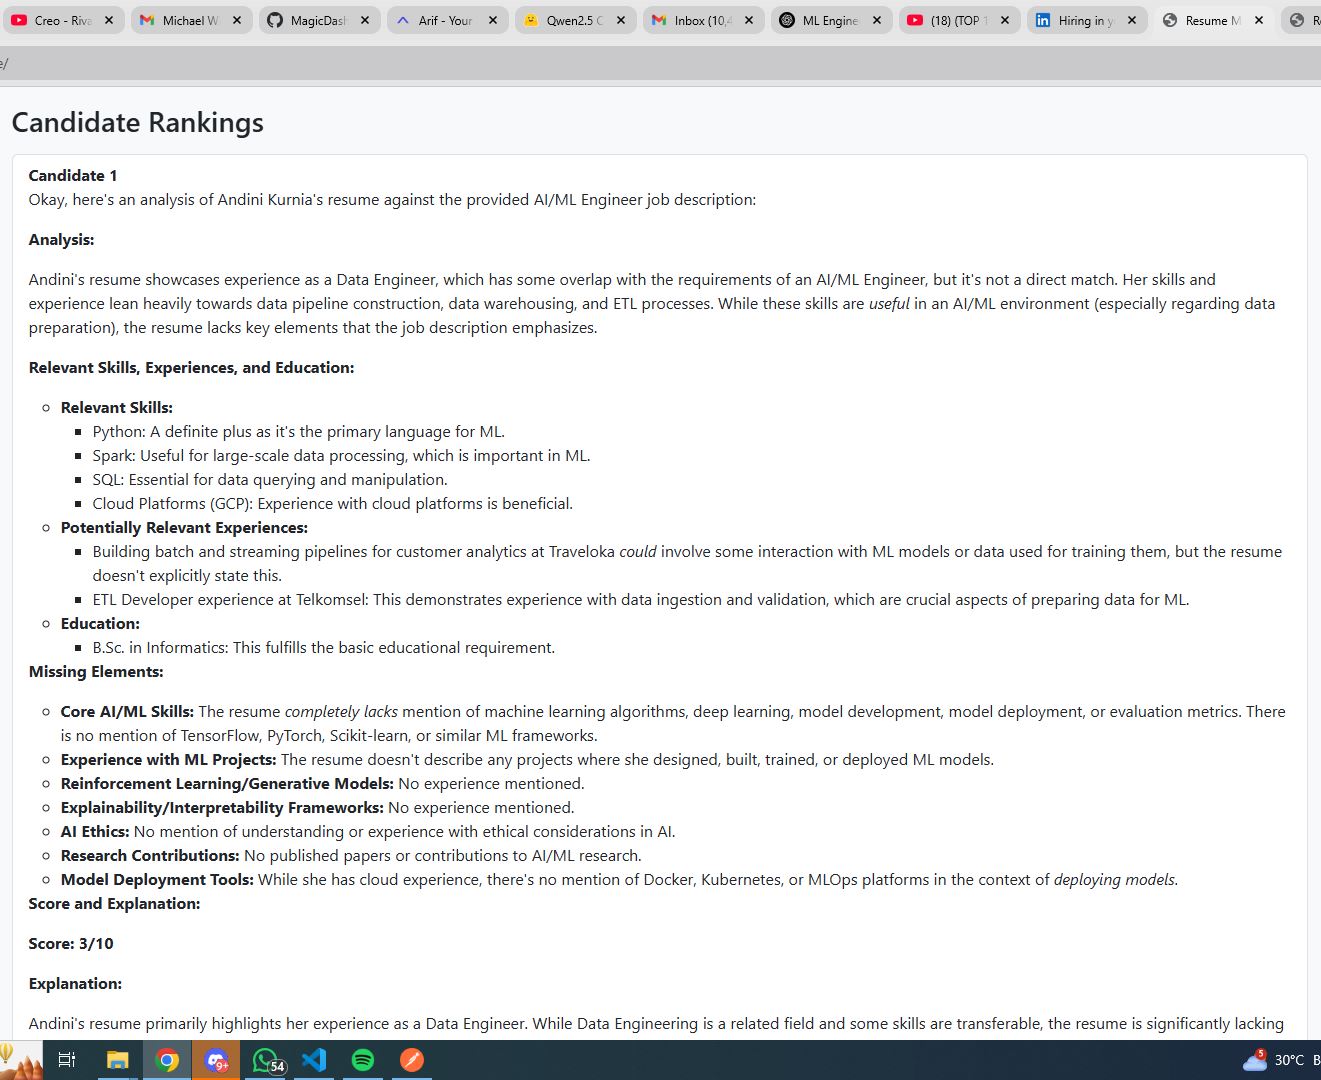 Creo - Riva
Michael W
MagicDash
Arif - Your
Qwen2.5 C
Inbox (10,4
ML Engine
(18) (TOP 1
Hiring in y
Resume M
e/
Candidate Rankings
Candidate 1
Okay, here's an analysis of Andini Kurnia's resume against the provided AI/ML Engineer job description:
Analysis:
Andini's resume showcases experience as a Data Engineer, which has some overlap with the requirements of an AI/ML Engineer, but it's not a direct match. Her skills and
experience lean heavily towards data pipeline construction, data warehousing, and ETL processes. While these skills are useful in an AI/ML environment (especially regarding data
preparation), the resume lacks key elements that the job description emphasizes.
Relevant Skills, Experiences, and Education:
Relevant Skills:
Python: A definite plus as it's the primary language for ML.
Spark: Useful for large-scale data processing, which is important in ML.
SQL: Essential for data querying and manipulation.
Cloud Platforms (GCP): Experience with cloud platforms is beneficial.
Potentially Relevant Experiences:
Building batch and streaming pipelines for customer analytics at Traveloka could involve some interaction with ML models or data used for training them, but the resume
doesn't explicitly state this.
ETL Developer experience at Telkomsel: This demonstrates experience with data ingestion and validation, which are crucial aspects of preparing data for ML.
Education:
B.Sc. in Informatics: This fulfills the basic educational requirement.
Missing Elements:
Core AI/ML Skills: The resume completely lacks mention of machine learning algorithms, deep learning, model development, model deployment, or evaluation metrics. There
is no mention of TensorFlow, PyTorch, Scikit-learn, or similar ML frameworks.
Experience with ML Projects: The resume doesn't describe any projects where she designed, built, trained, or deployed ML models.
Reinforcement Learning/Generative Models: No experience mentioned.
Explainability/Interpretability Frameworks: No experience mentioned.
AI Ethics: No mention of understanding or experience with ethical considerations in AI.
Research Contributions: No published papers or contributions to AI/ML research.
Model Deployment Tools: While she has cloud experience, there's no mention of Docker, Kubernetes, or MLOps platforms in the context of deploying models.
Score and Explanation:
Score: 3/10
Explanation:
Andini's resume primarily highlights her experience as a Data Engineer. While Data Engineering is a related field and some skills are transferable, the resume is significantly lacking
9+
54
5
30°C